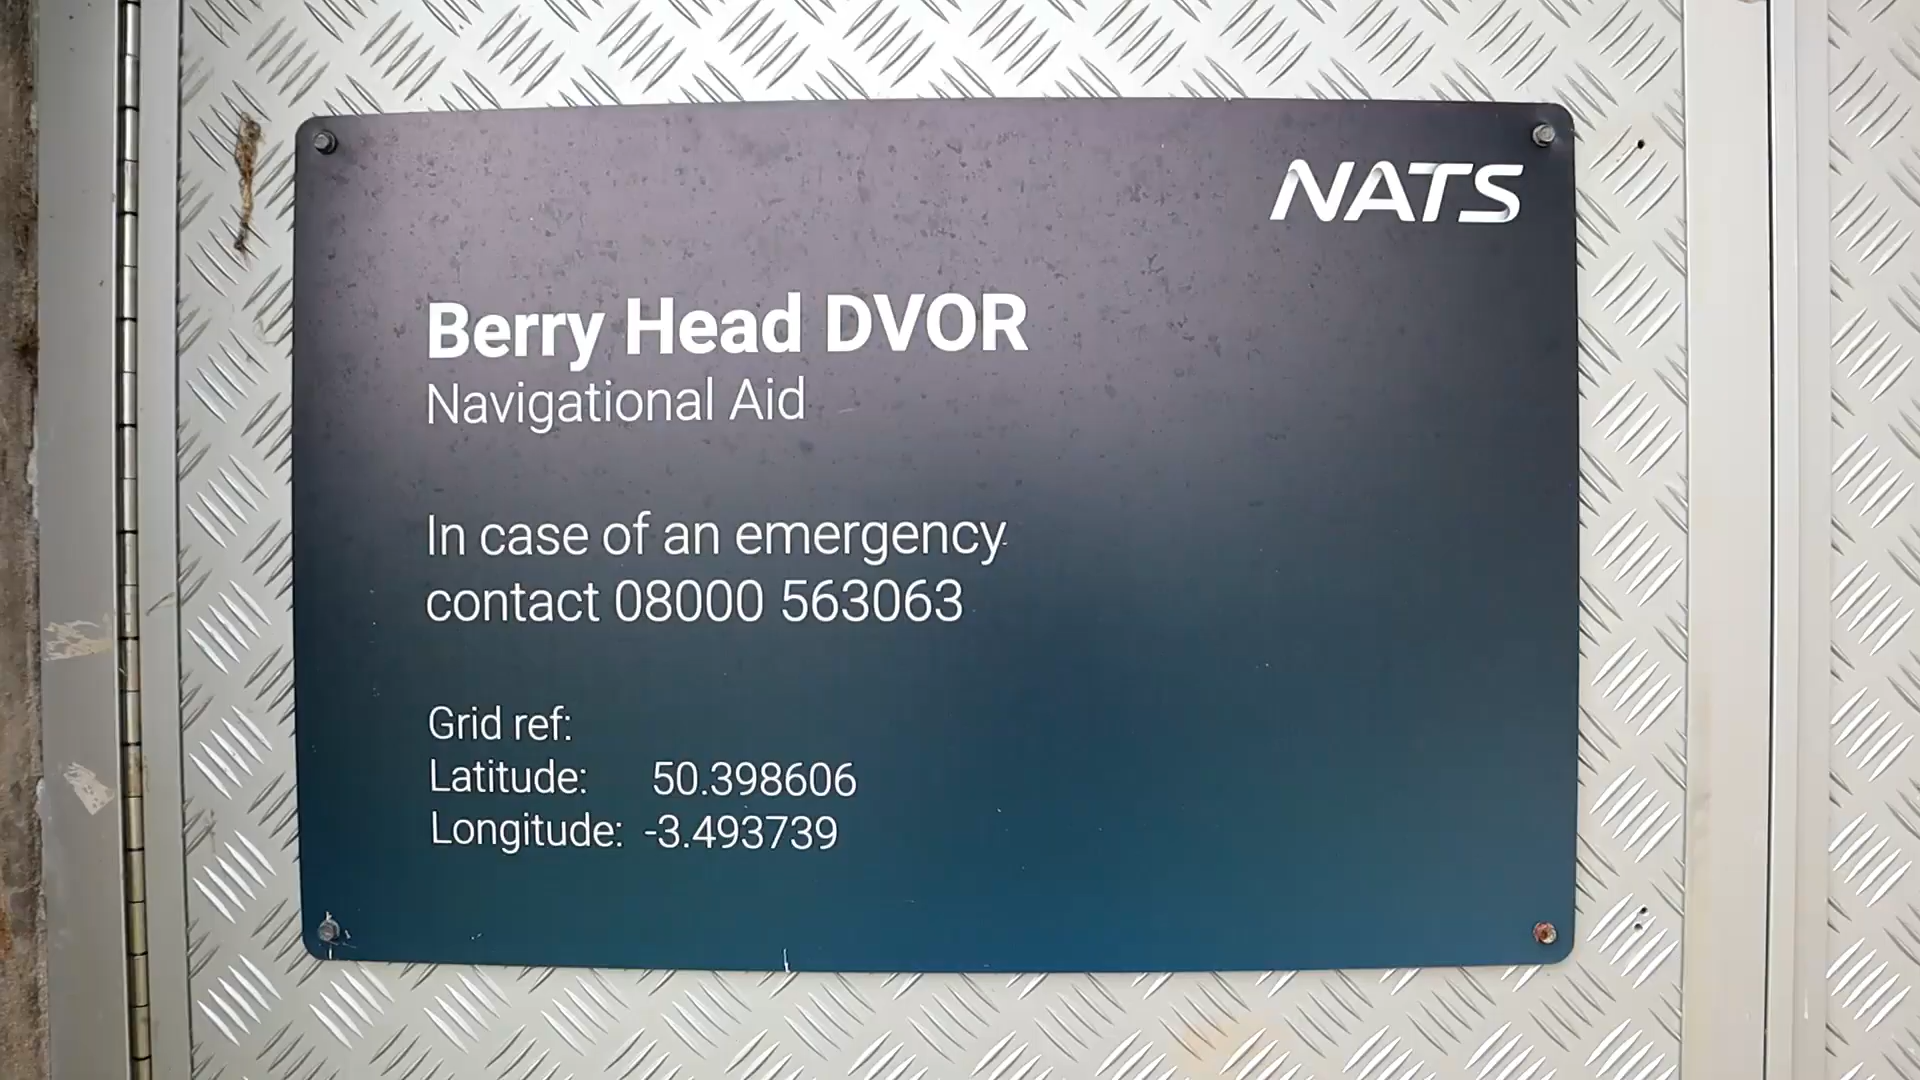 NATS
Berry Head DVOR
Navigational Aid
In case of an emergency
contact 08000 563063
Grid ref:
Latitude: 50.398606
Longitude: -3.493739